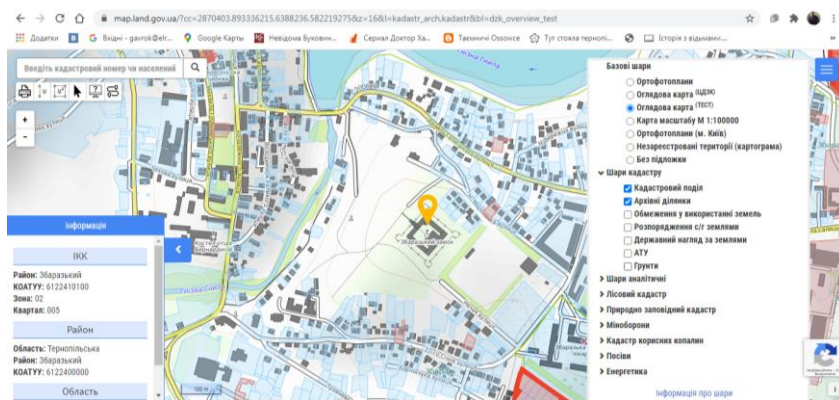 map.land.gov.ua/?cc=2870403.893336215,6388236.582219275&z=16&l=kadastr_arch,kadastr&bl=dzk_overview_test
Додатки
Вхідні - gavrok@elr...
Google Карты
Невідома Буковин...
Сериал Доктор Ха...
Таємничі Ossowce
Тут стояла тернопі...
Історія з відьмами...
Введіть кадастровий номер чи населений
+
-
Збаразький замок
100 m
Інформація
ІКК
Район: Збаразький
КОАТУУ: 6122410100
Зона: 02
Квартал: 005
Район
Область: Тернопільська
Район: Збаразький
КОАТУУ: 6122400000
Область
Базові шари
Ортофотоплани
Оглядова карта (ЦДЗК)
Оглядова карта (ТЕСТ)
Карта масштабу М 1:100000
Ортофотоплани (м. Київ)
Незареєстровані території (картограма)
Без підложки
Шари кадастру
Кадастровий поділ
Архівні ділянки
Обмеження у використанні земель
Розпорядження с/г землями
Державний нагляд за землями
АТУ
Грунти
Шари аналітичні
Лісовий кадастр
Природно заповідний кадастр
Міноборони
Кадастр корисних копалин
Посіви
Енергетика
Інформація про шари